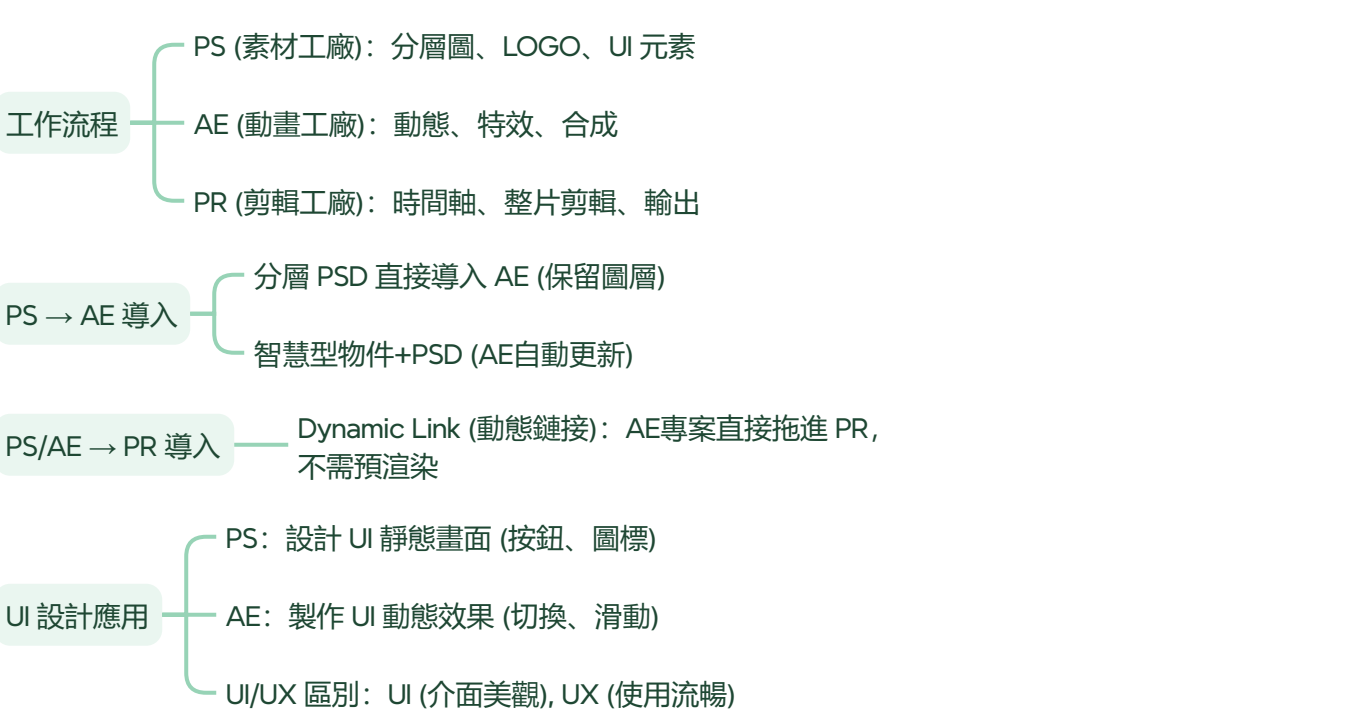 工作流程
PS (素材工廠)：分層圖、LOGO、UI 元素
AE (動畫工廠)：動態、特效、合成
PR (剪輯工廠)：時間軸、整片剪輯、輸出
PS → AE 導入
分層 PSD 直接導入 AE (保留圖層)
智慧型物件+PSD (AE自動更新)
PS/AE → PR 導入
Dynamic Link (動態鏈接)：AE專案直接拖進 PR，
不需預渲染
UI 設計應用
PS：設計 UI 靜態畫面 (按鈕、圖標)
AE：製作 UI 動態效果 (切換、滑動)
UI/UX 區別：UI (介面美觀), UX (使用流暢)